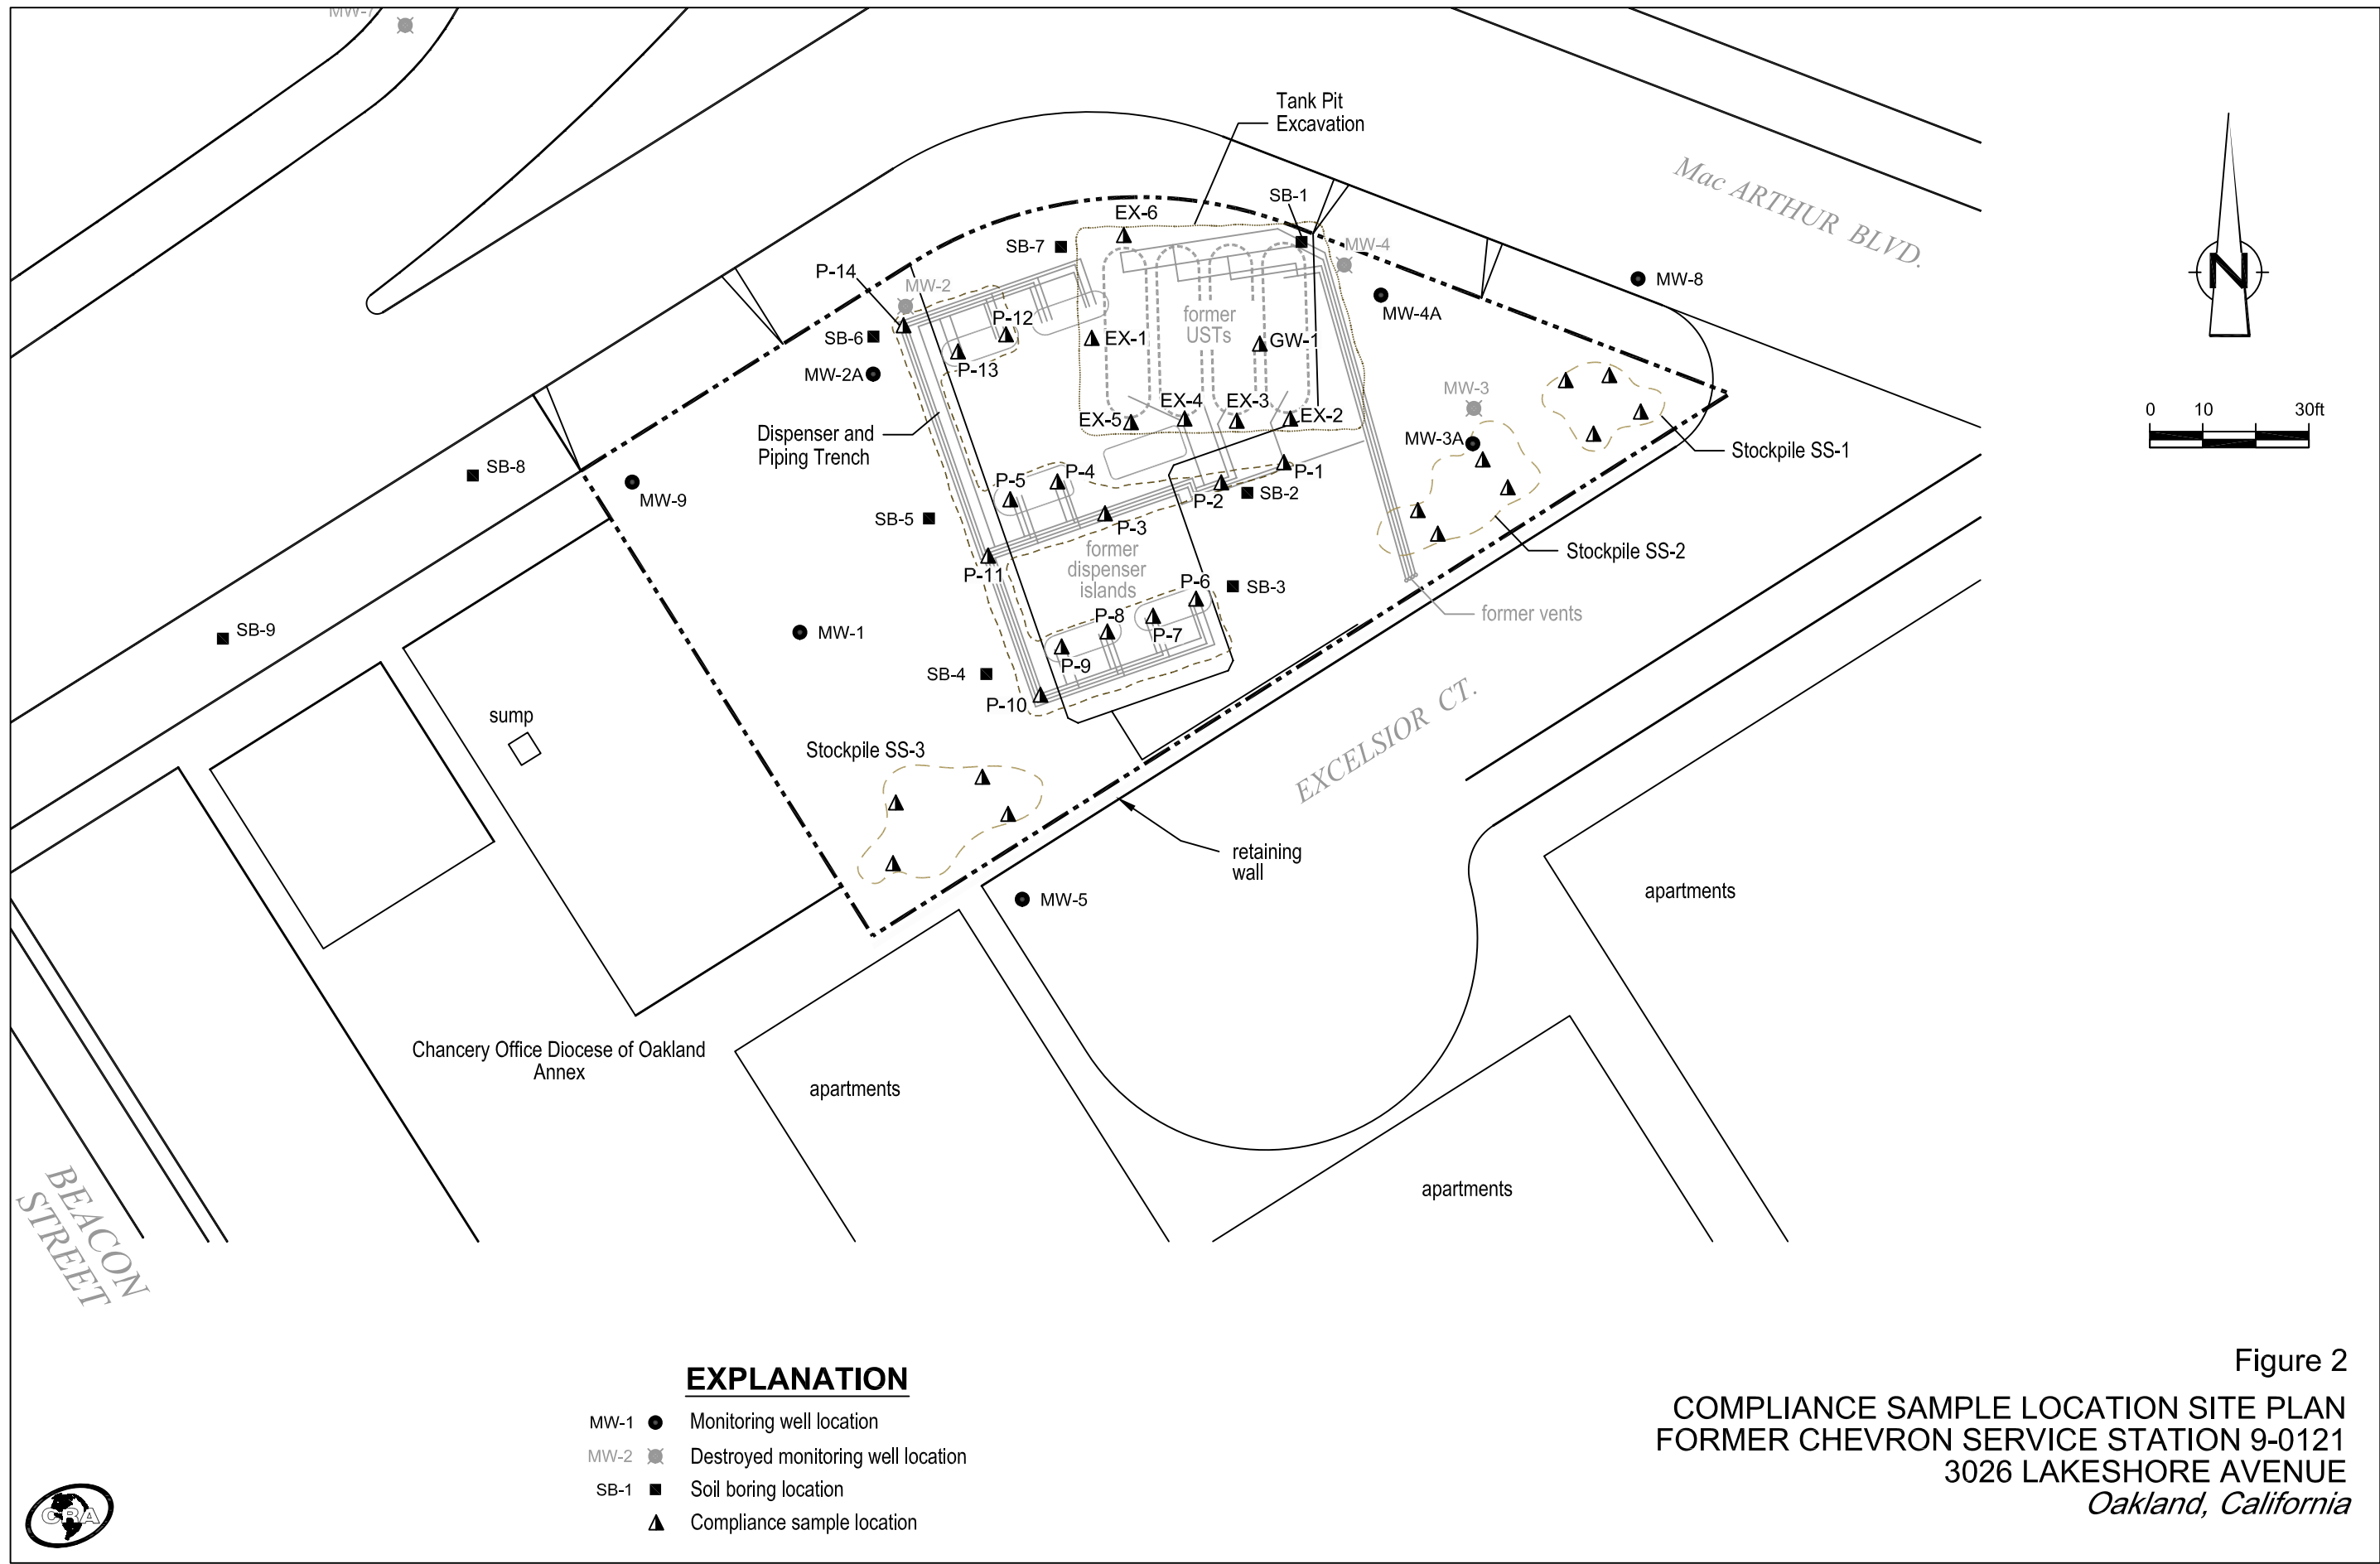 MW-7
Tank Pit
Excavation
Mac ARTHUR BLVD.
SB-1
EX-6
SB-7
MW-4
N
P-14
MW-2
MW-8
MW-4A
former
USTs
P-12
SB-6
EX-1
GW-1
P-13
MW-2A
MW-3
EX-4
EX-3
EX-5
EX-2
0 10 30ft
Dispenser and
Piping Trench
MW-3A
Stockpile SS-1
SB-8
P-5
P-4
P-1
MW-9
P-2
SB-2
SB-5
P-3
former
dispenser
islands
Stockpile SS-2
P-11
P-6
SB-3
former vents
SB-9
MW-1
P-8
P-7
P-9
SB-4
P-10
EXCELSIOR CT.
sump
Stockpile SS-3
retaining
wall
apartments
MW-5
Chancery Office Diocese of Oakland
Annex
apartments
apartments
BEACON
STREET
EXPLANATION
MW-1 Monitoring well location
MW-2 Destroyed monitoring well location
SB-1 Soil boring location
Compliance sample location
CRA
Figure 2
COMPLIANCE SAMPLE LOCATION SITE PLAN
FORMER CHEVRON SERVICE STATION 9-0121
3026 LAKESHORE AVENUE
Oakland, California